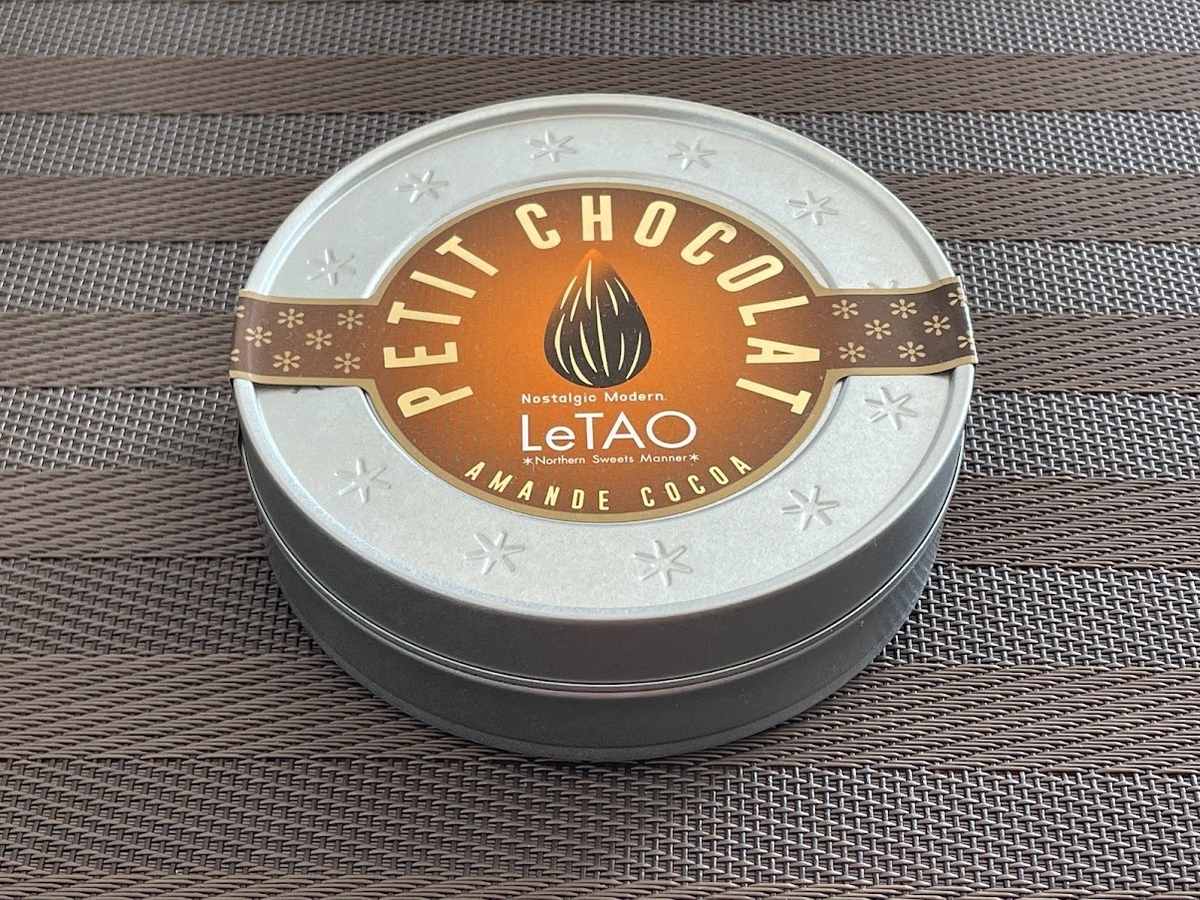 PETIT CHOCOLAT
Nostalgic Modern.
LeTAO
*Northern Sweets Manner*
AMANDE COCOA